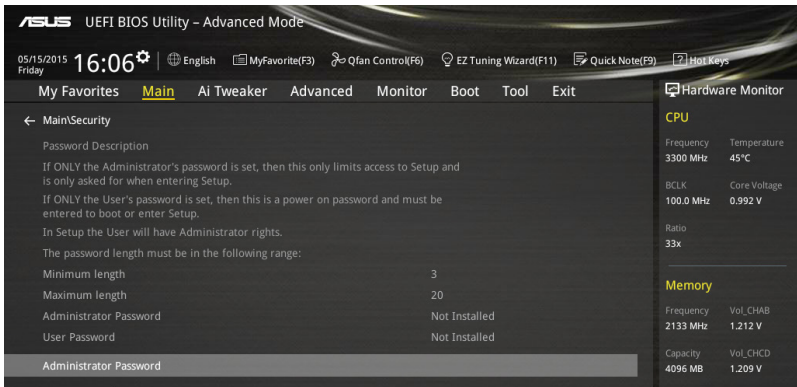 ASUS UEFI BIOS Utility – Advanced Mode
05/15/2015 Friday 16:06 English MyFavorite(F3) Qfan Control(F6) EZ Tuning Wizard(F11) Quick Note(F9) ? Hot Keys
My Favorites Main Ai Tweaker Advanced Monitor Boot Tool Exit
Main\Security
Password Description
If ONLY the Administrator's password is set, then this only limits access to Setup and
is only asked for when entering Setup.
If ONLY the User's password is set, then this is a power on password and must be
entered to boot or enter Setup.
In Setup the User will have Administrator rights.
The password length must be in the following range:
Minimum length 3
Maximum length 20
Administrator Password Not Installed
User Password Not Installed
Administrator Password
Hardware Monitor
CPU
Frequency Temperature
3300 MHz 45°C
BCLK Core Voltage
100.0 MHz 0.992 V
Ratio
33x
Memory
Frequency Vol_CHAB
2133 MHz 1.212 V
Capacity Vol_CHCD
4096 MB 1.209 V